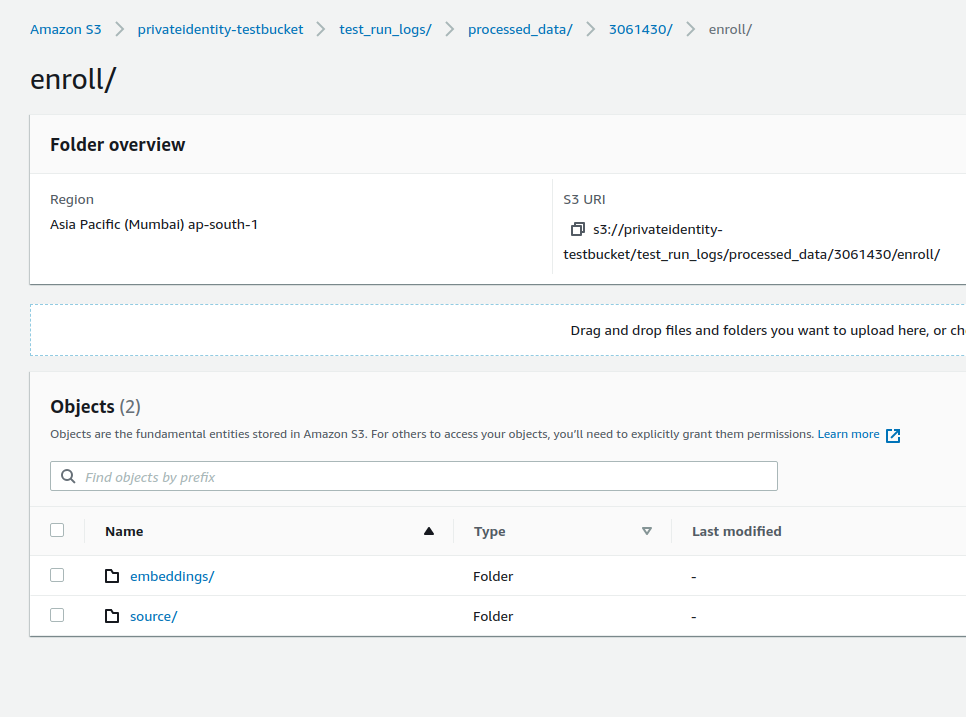 Amazon S3 > privateidentity-testbucket > test_run_logs/ > processed_data/ > 3061430/ > enroll/
enroll/
Folder overview
Region
Asia Pacific (Mumbai) ap-south-1
S3 URI
s3://privateidentity-
testbucket/test_run_logs/processed_data/3061430/enroll/
Drag and drop files and folders you want to upload here, or ch
Objects (2)
Objects are the fundamental entities stored in Amazon S3. For others to access your objects, you'll need to explicitly grant them permissions. Learn more
Find objects by prefix
Name Type Last modified
embeddings/ Folder -
source/ Folder -